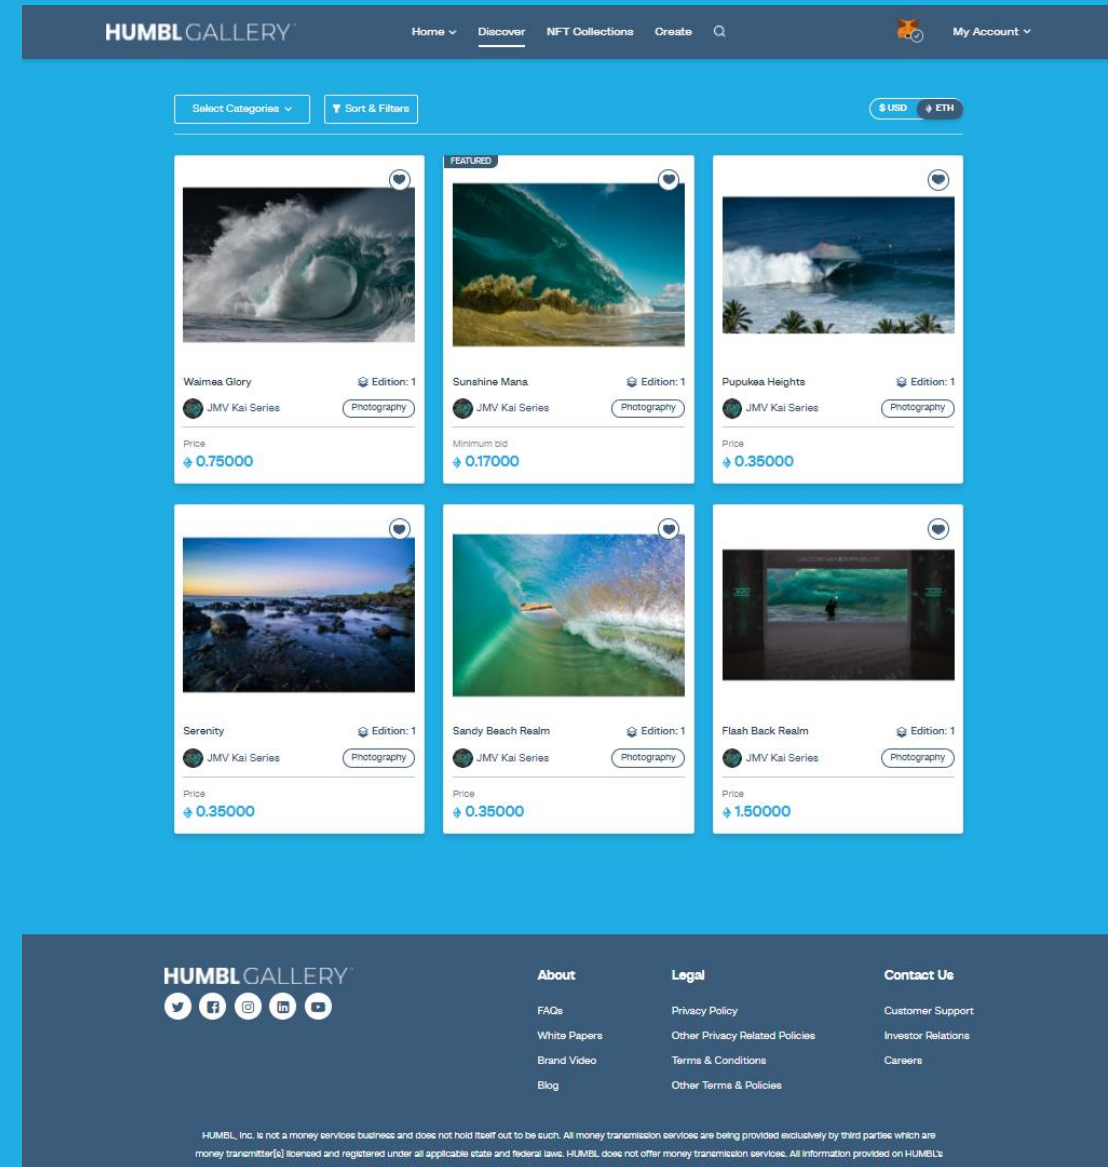 HUMBL GALLERY
Home Discover NFT Collections Create My Account
Select Categories Sort & Filters $ USD ETH
FEATURED
Waimea Glory Edition: 1
JMV Kai Series Photography
Price
0.75000
Sunshine Mana Edition: 1
JMV Kai Series Photography
Minimum bid
0.17000
Pupukea Heights Edition: 1
JMV Kai Series Photography
Price
0.35000
Serenity Edition: 1
JMV Kai Series Photography
Price
0.35000
Sandy Beach Realm Edition: 1
JMV Kai Series Photography
Price
0.35000
Flash Back Realm Edition: 1
JMV Kai Series Photography
Price
1.50000
HUMBL GALLERY
About
FAQs
White Papers
Brand Video
Blog
Legal
Privacy Policy
Other Privacy Related Policies
Terms & Conditions
Other Terms & Policies
Contact Us
Customer Support
Investor Relations
Careers
HUMBL, Inc. is not a money services business and does not hold itself out to be such. All money transmission services are being provided exclusively by third parties which are
money transmitter[s] licensed and registered under all applicable state and federal laws. HUMBL does not offer money transmission services. All information provided on HUMBL's